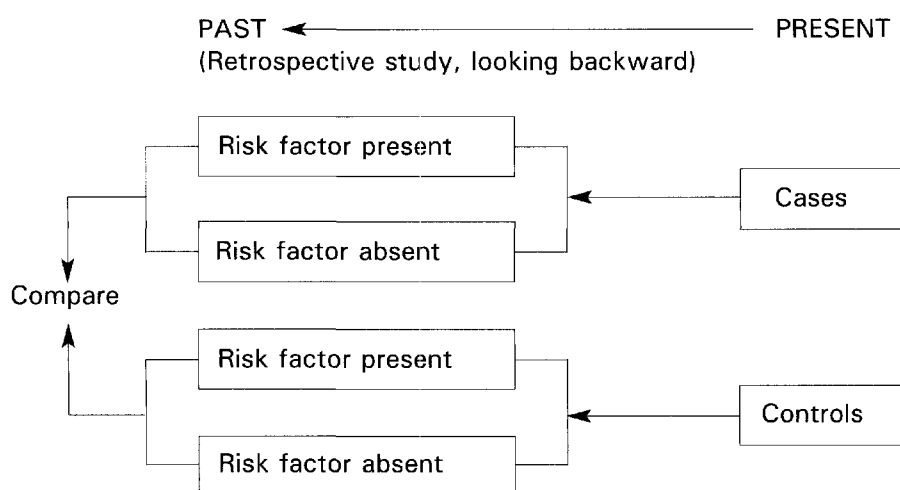 PAST PRESENT
(Retrospective study, looking backward)
Risk factor present
Cases
Risk factor absent
Compare
Risk factor present
Controls
Risk factor absent